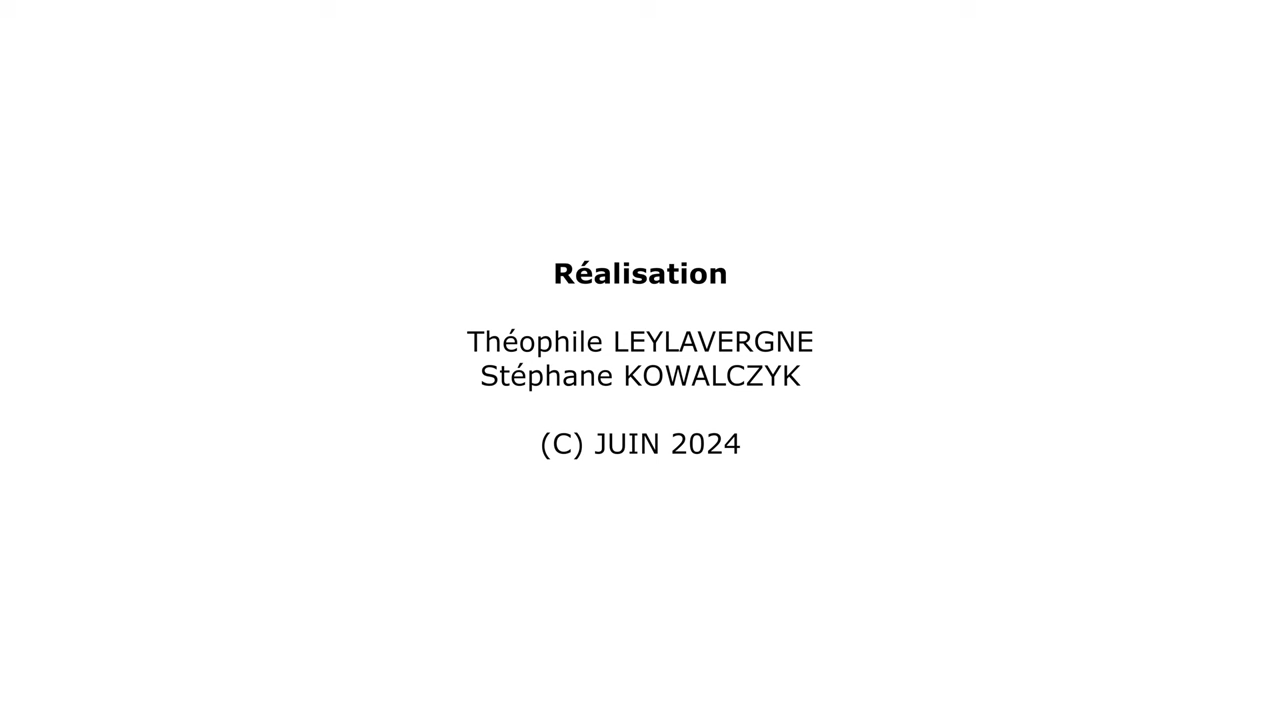 Réalisation
Théophile LEYLAVERGNE
Stéphane KOWALCZYK
(C) JUIN 2024